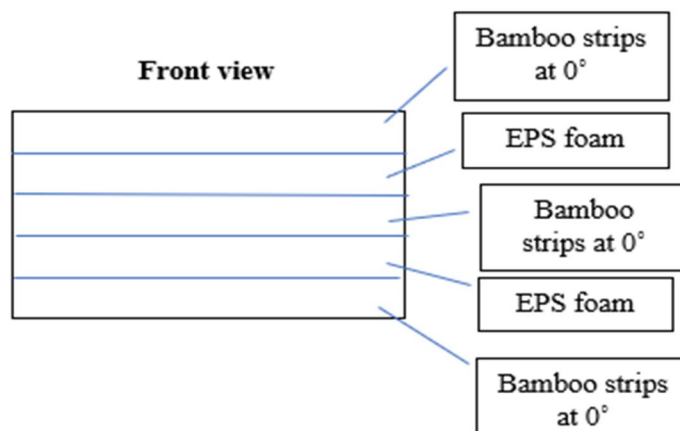 Front view
Bamboo strips
at 0°
EPS foam
Bamboo
strips at 0°
EPS foam
Bamboo strips
at 0°